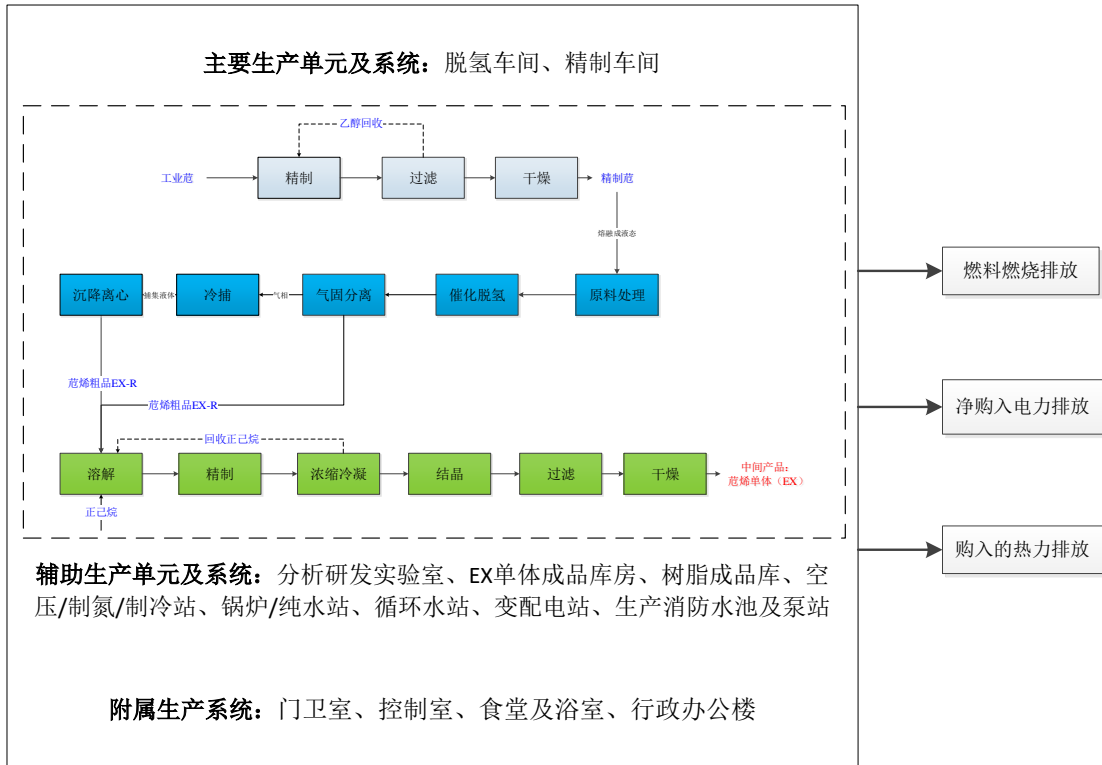 主要生产单元及系统：脱氢车间、精制车间
乙醇回收
工业苊
精制
过滤
干燥
精制苊
熔融成液态
沉降离心
捕集液体
冷捕
气相
气固分离
催化脱氢
原料处理
苊烯粗品EX-R
苊烯粗品EX-R
回收正己烷
溶解
精制
浓缩冷凝
结晶
过滤
干燥
中间产品：
苊烯单体（EX）
正己烷
辅助生产单元及系统：分析研发实验室、EX单体成品库房、树脂成品库、空
压/制氮/制冷站、锅炉/纯水站、循环水站、变配电站、生产消防水池及泵站
附属生产系统：门卫室、控制室、食堂及浴室、行政办公楼
燃料燃烧排放
净购入电力排放
购入的热力排放